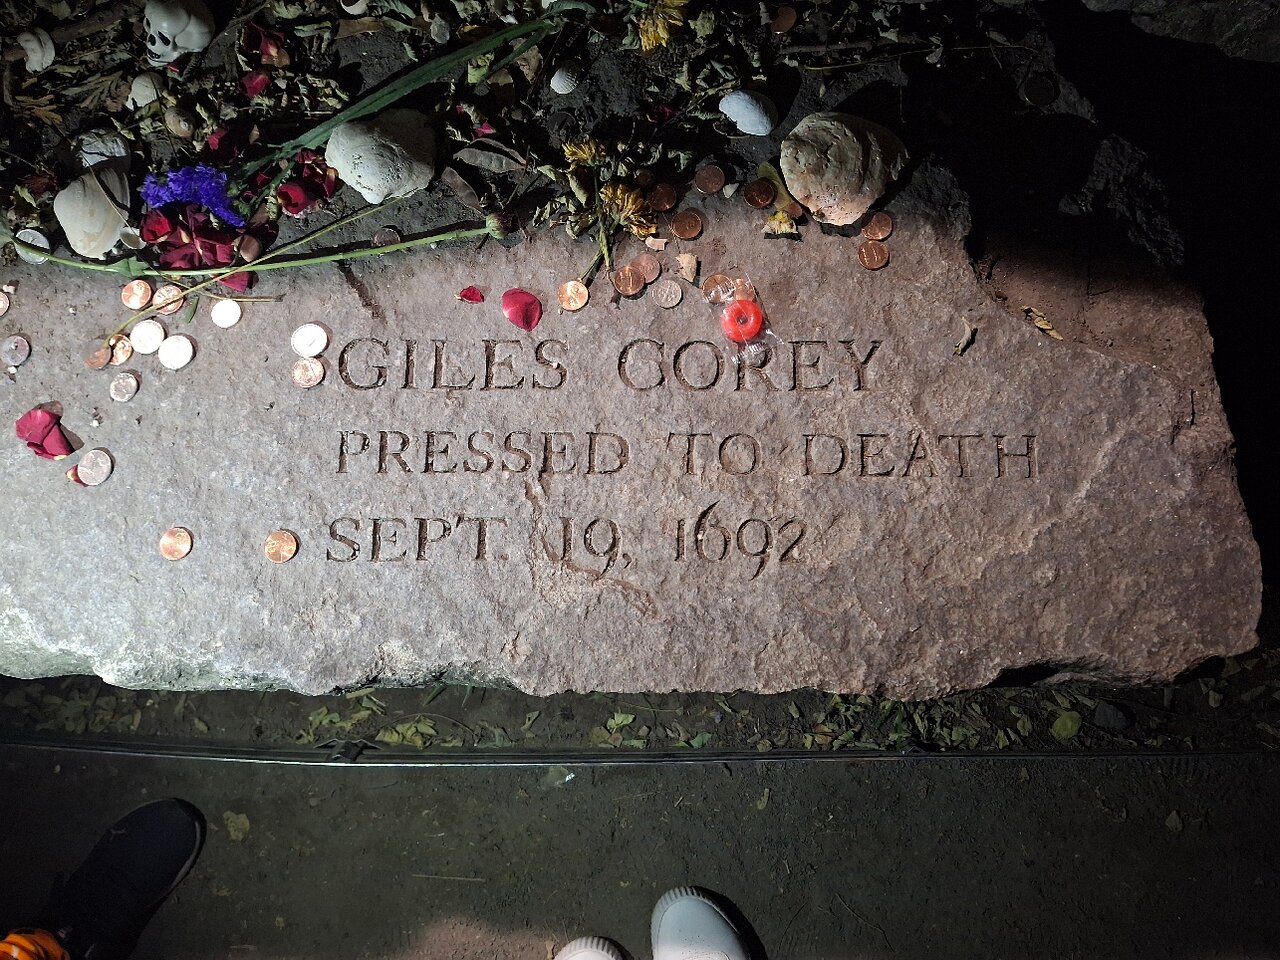 GILES COREY
PRESSED TO DEATH
SEPT. 19, 1692